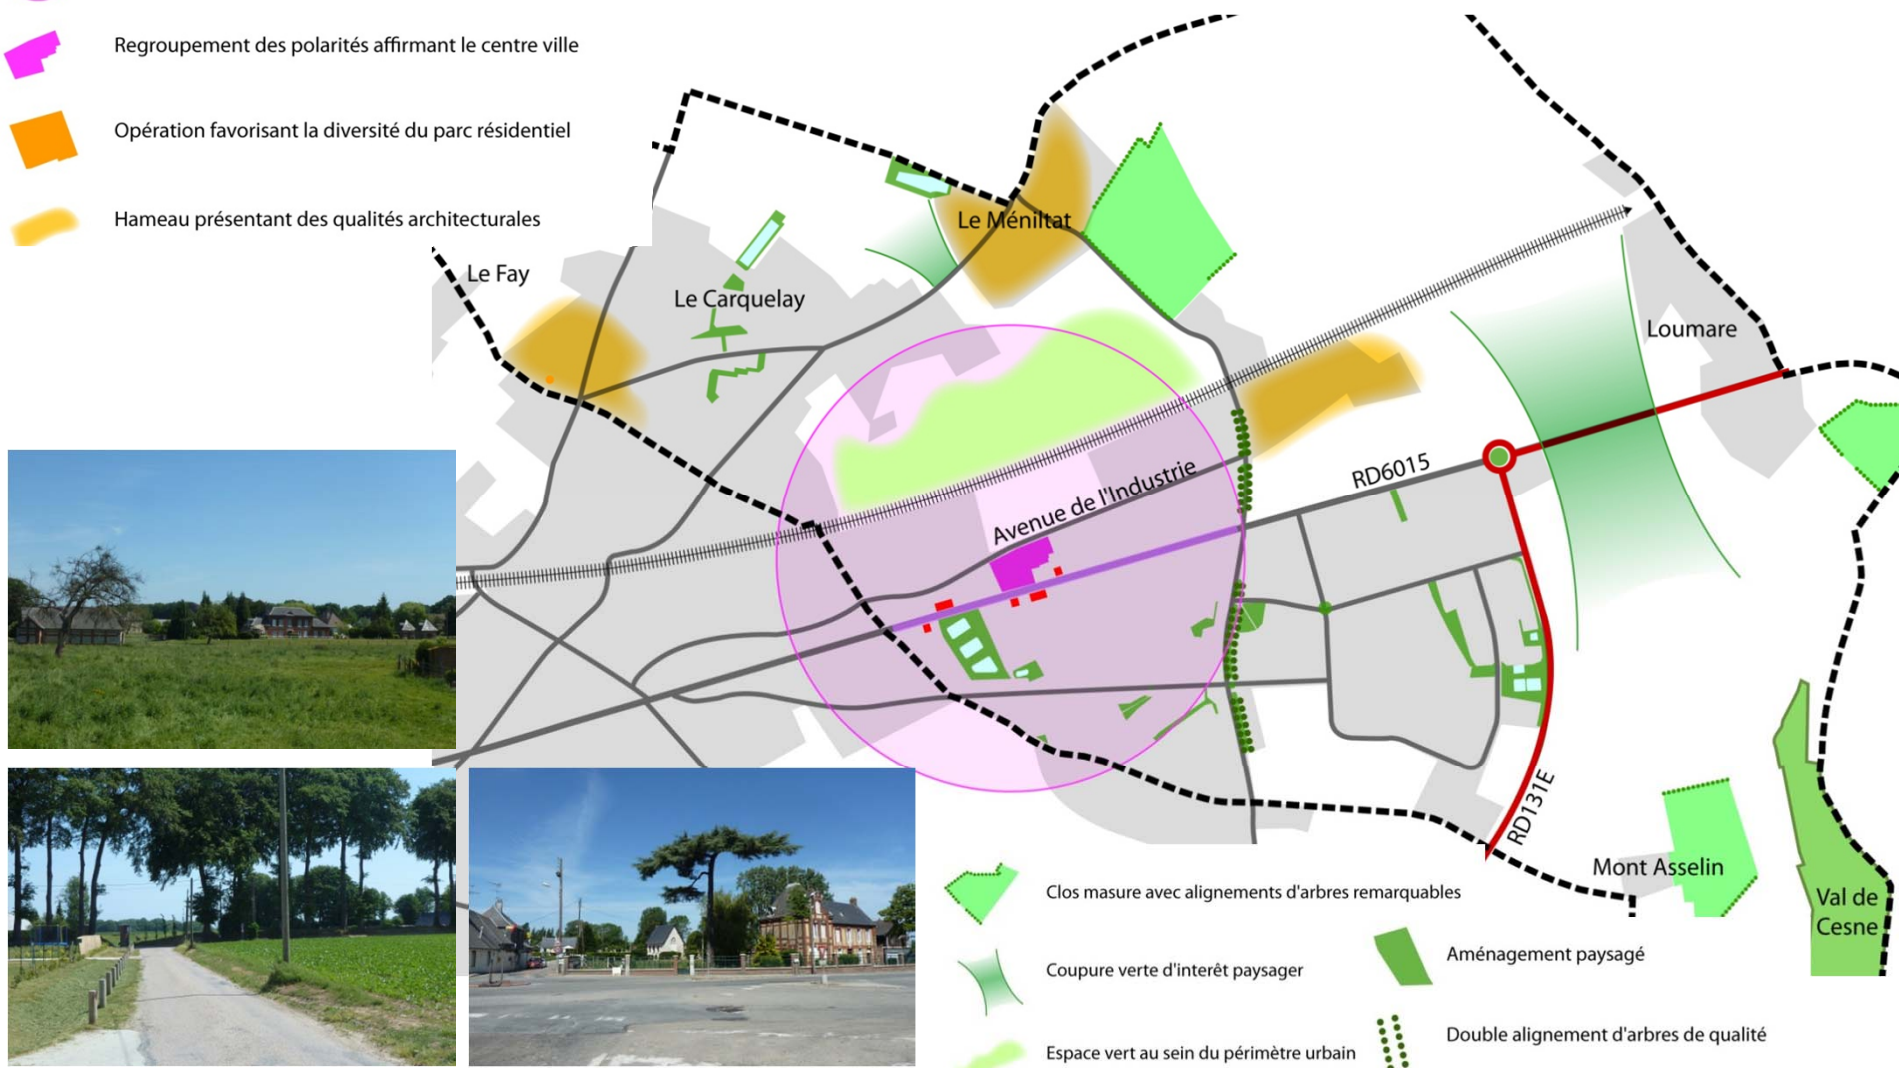 Regroupement des polarités affirmant le centre ville
Opération favorisant la diversité du parc résidentiel
Hameau présentant des qualités architecturales
Le Fay
Le Carquelay
Le Méniltat
Loumare
Avenue de l'Industrie
RD6015
RD131E
Mont Asselin
Val de
Cesne
Clos masure avec alignements d'arbres remarquables
Coupure verte d'interêt paysager
Espace vert au sein du périmètre urbain
Aménagement paysagé
Double alignement d'arbres de qualité